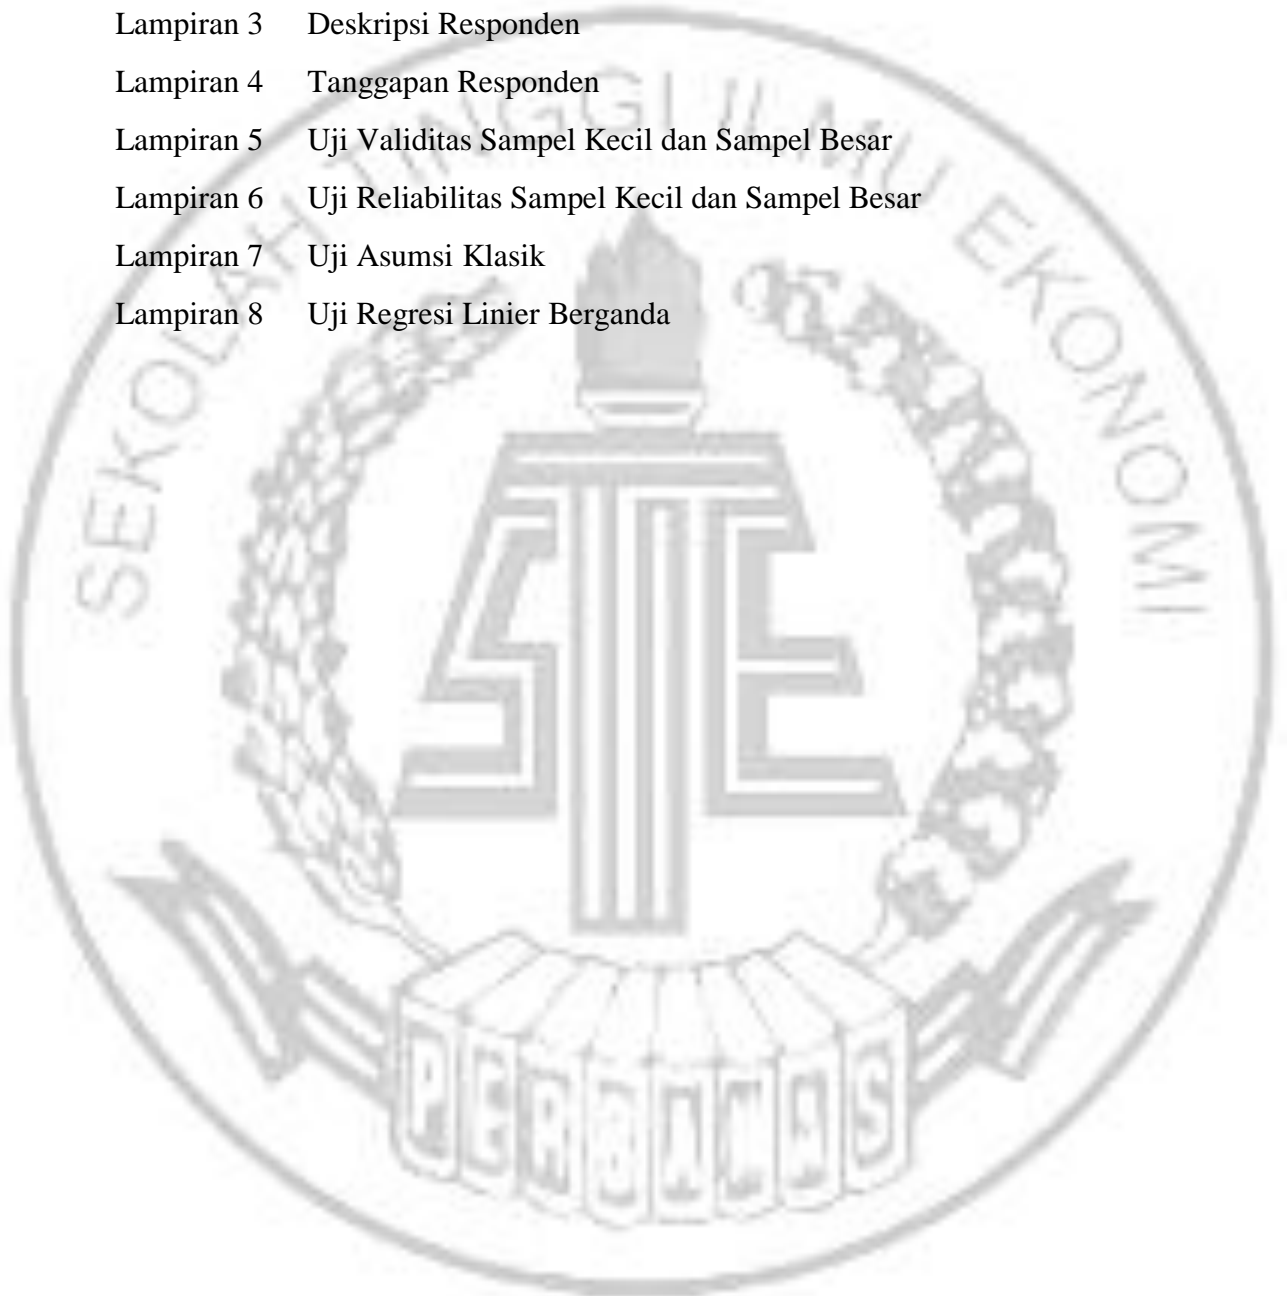 Lampiran 3 Deskripsi Responden
Lampiran 4 Tanggapan Responden
Lampiran 5 Uji Validitas Sampel Kecil dan Sampel Besar
Lampiran 6 Uji Reliabilitas Sampel Kecil dan Sampel Besar
Lampiran 7 Uji Asumsi Klasik
Lampiran 8 Uji Regresi Linier Berganda
SEKOLAH TINGGI ILMU EKONOMI
STIE
PERBANAS